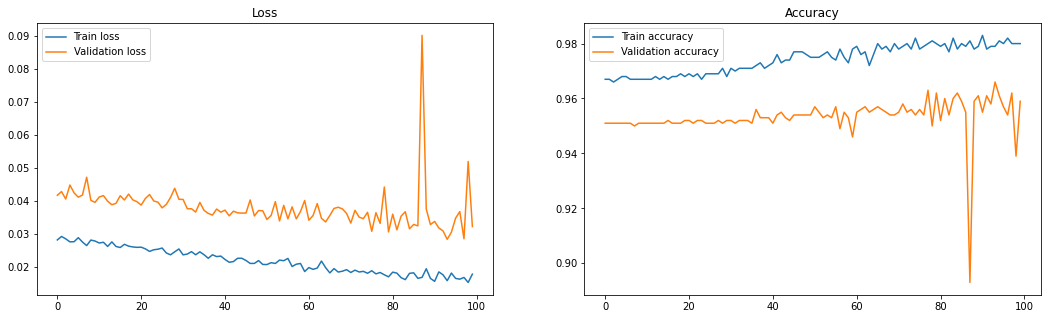 Loss
Train loss
Validation loss
0.09
0.08
0.07
0.06
0.05
0.04
0.03
0.02
0 20 40 60 80 100
Accuracy
Train accuracy
Validation accuracy
0.98
0.96
0.94
0.92
0.90
0 20 40 60 80 100